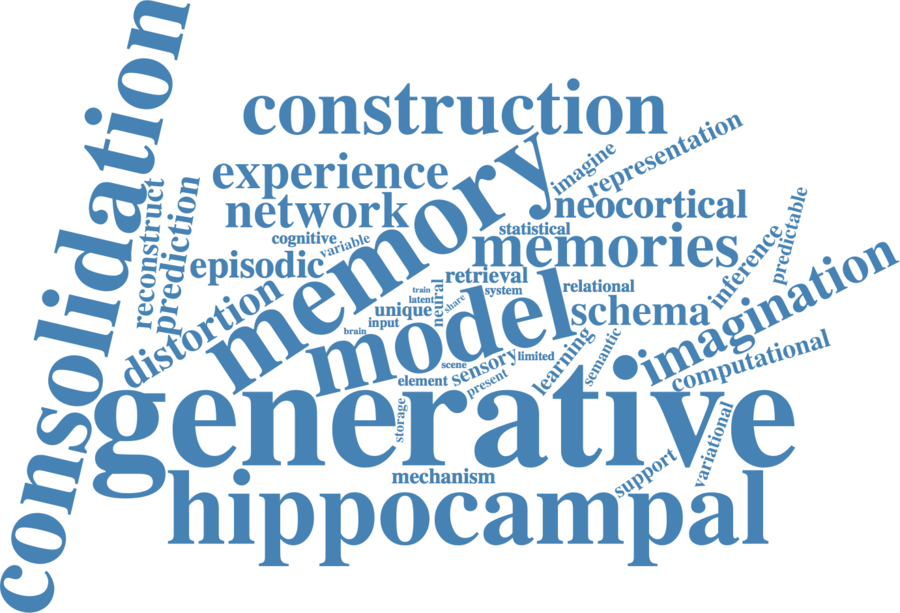 consolidation
construction
experience
memory
imagine
representation
network
neocortical
reconstruct
prediction
cognitive
variable
statistical
memories
predictable
inference
episodic
retrieval
relational
distortion
train
latent
neural
share
system
unique
input
brain
model
schema
imagination
scene
sensory
limited
learning
semantic
computational
element
present
generative
storage
variational
support
mechanism
hippocampal